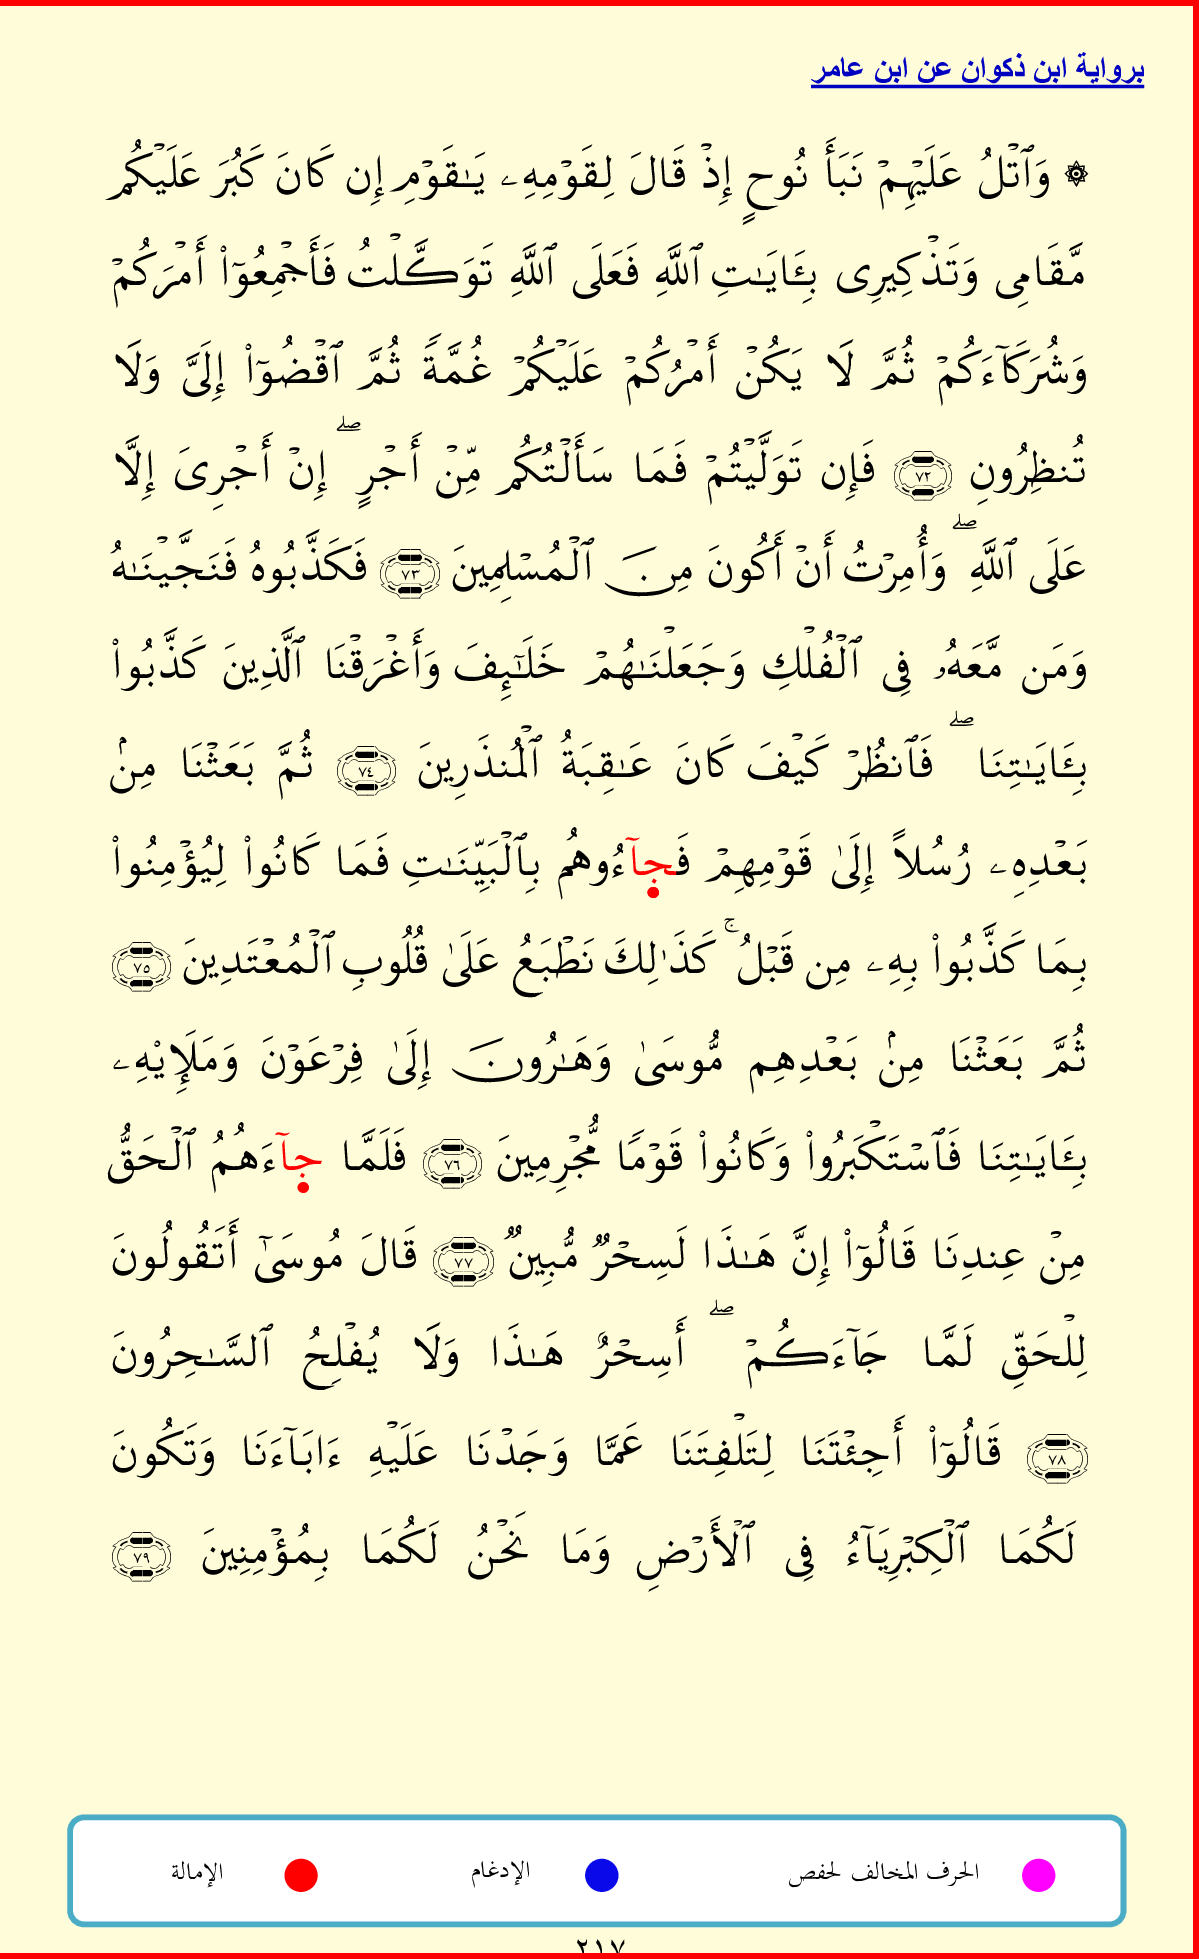 برواية ابن ذكوان عن ابن عامر
۞ وَٱتْلُ عَلَيْهِمْ نَبَأَ نُوحٍ إِذْ قَالَ لِقَوْمِهِۦ يَـٰقَوْمِ إِن كَانَ كَبُرَ عَلَيْكُم
مَّقَامِى وَتَذْكِيرِى بِـَٔايَـٰتِ ٱللَّهِ فَعَلَى ٱللَّهِ تَوَكَّلْتُ فَأَجْمِعُوٓا۟ أَمْرَكُمْ
وَشُرَكَآءَكُمْ ثُمَّ لَا يَكُنْ أَمْرُكُمْ عَلَيْكُمْ غُمَّةً ثُمَّ ٱقْضُوٓا۟ إِلَىَّ وَلَا
تُنظِرُونِ ٧٢ فَإِن تَوَلَّيْتُمْ فَمَا سَأَلْتُكُم مِّنْ أَجْرٍ ۖ إِنْ أَجْرِىَ إِلَّا
عَلَى ٱللَّهِ ۖ وَأُمِرْتُ أَنْ أَكُونَ مِنَ ٱلْمُسْلِمِينَ ٧٣ فَكَذَّبُوهُ فَنَجَّيْنَـٰهُ
وَمَن مَّعَهُۥ فِى ٱلْفُلْكِ وَجَعَلْنَـٰهُمْ خَلَـٰٓئِفَ وَأَغْرَقْنَا ٱلَّذِينَ كَذَّبُوا۟
بِـَٔايَـٰتِنَا ۖ فَٱنظُرْ كَيْفَ كَانَ عَـٰقِبَةُ ٱلْمُنذَرِينَ ٧٤ ثُمَّ بَعَثْنَا مِنۢ
بَعْدِهِۦ رُسُلًا إِلَىٰ قَوْمِهِمْ فَجآءُوهُم بِٱلْبَيِّنَـٰتِ فَمَا كَانُوا۟ لِيُؤْمِنُوا۟
بِمَا كَذَّبُوا۟ بِهِۦ مِن قَبْلُ ۚ كَذَٰلِكَ نَطْبَعُ عَلَىٰ قُلُوبِ ٱلْمُعْتَدِينَ ٧٥
ثُمَّ بَعَثْنَا مِنۢ بَعْدِهِم مُّوسَىٰ وَهَـٰرُونَ إِلَىٰ فِرْعَوْنَ وَمَلَإِي۟هِۦ
بِـَٔايَـٰتِنَا فَٱسْتَكْبَرُوا۟ وَكَانُوا۟ قَوْمًا مُّجْرِمِينَ ٧٦ فَلَمَّا جآءَهُمُ ٱلْحَقُّ
مِنْ عِندِنَا قَالُوٓا۟ إِنَّ هَـٰذَا لَسِحْرٌ مُّبِينٌ ٧٧ قَالَ مُوسَىٰٓ أَتَقُولُونَ
لِلْحَقِّ لَمَّا جَآءَكُمْ ۖ أَسِحْرٌ هَـٰذَا وَلَا يُفْلِحُ ٱلسَّـٰحِرُونَ
٧٨ قَالُوٓا۟ أَجِئْتَنَا لِتَلْفِتَنَا عَمَّا وَجَدْنَا عَلَيْهِ ءَابَآءَنَا وَتَكُونَ
لَكُمَا ٱلْكِبْرِيَآءُ فِى ٱلْأَرْضِ وَمَا نَحْنُ لَكُمَا بِمُؤْمِنِينَ ٧٩
الحرف المخالف لحفص الإدغام الإمالة
٢١٧